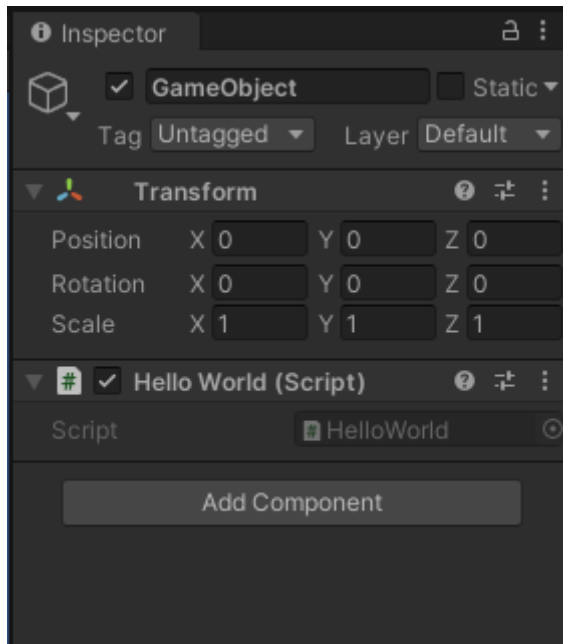 Inspector
GameObject Static
Tag Untagged Layer Default
Transform
Position X 0 Y 0 Z 0
Rotation X 0 Y 0 Z 0
Scale X 1 Y 1 Z 1
# Hello World (Script)
Script # HelloWorld
Add Component